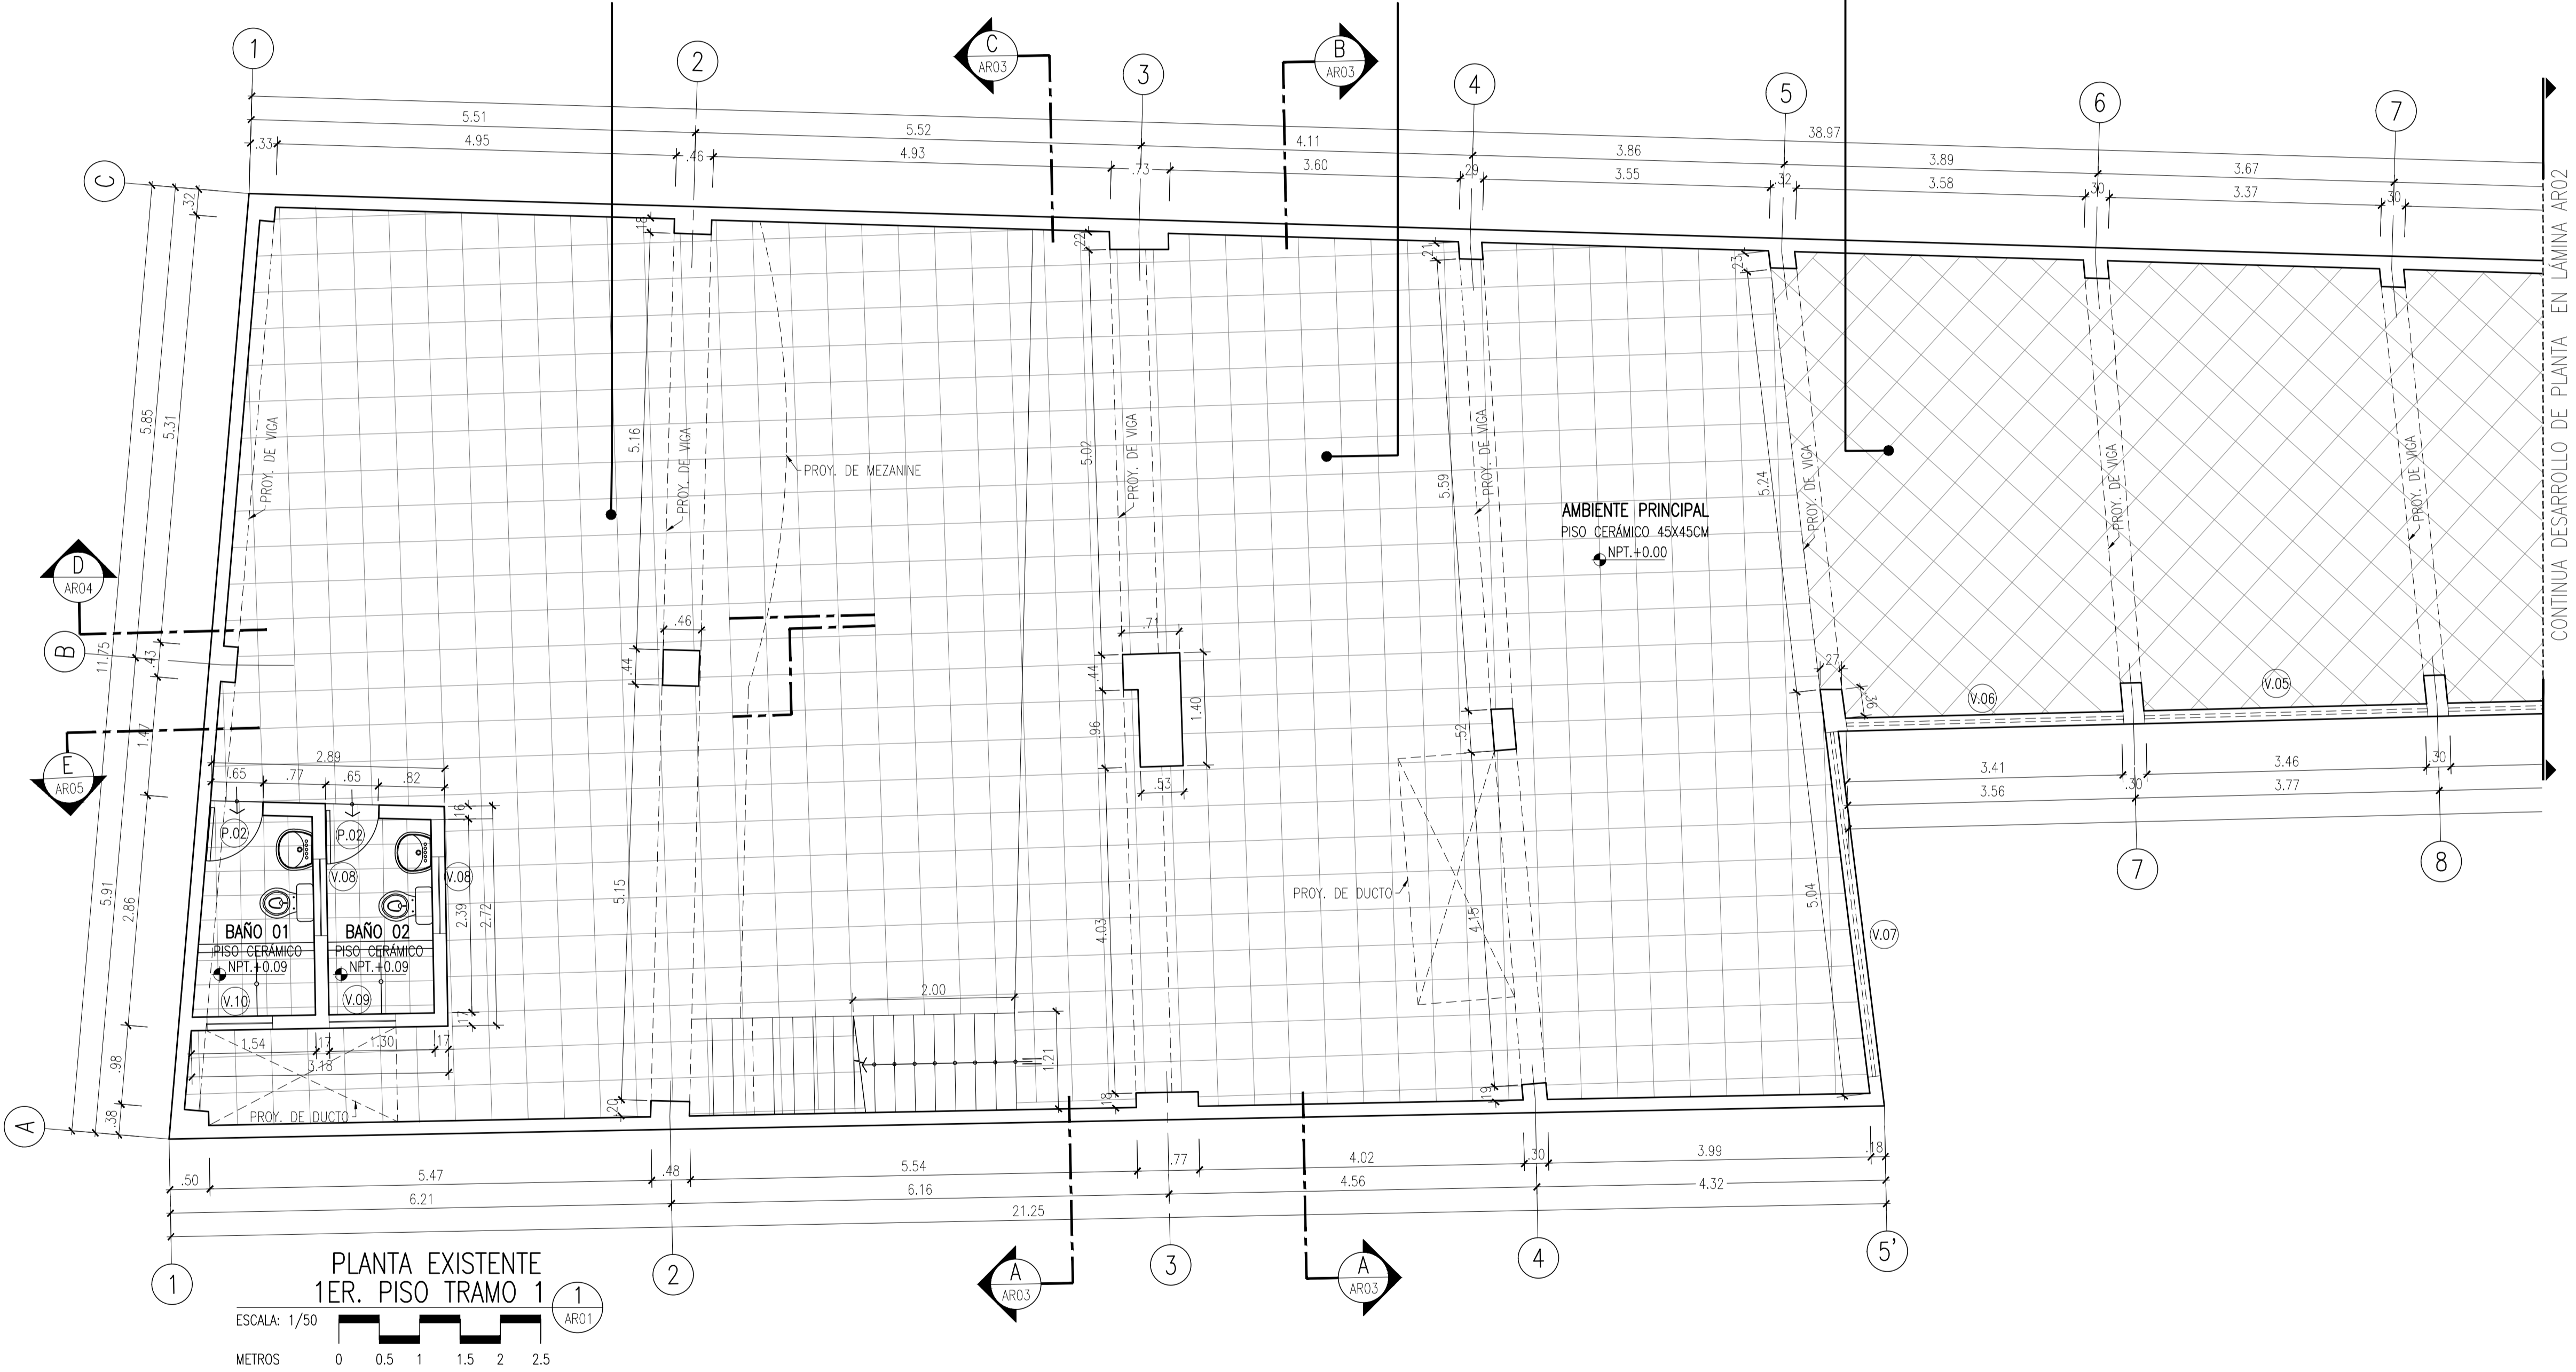 1
2
C
AR03
3
B
AR03
4
5
6
7
38.97
5.51
5.52
4.11
3.86
3.89
3.67
.33
4.95
.46
4.93
.73
3.60
.29
3.55
.32
3.58
.30
3.37
.30
C
.32
.18
.22
.21
.23
5.85
5.31
5.16
5.02
5.59
5.24
PROY. DE VIGA
PROY. DE VIGA
PROY. DE MEZANINE
PROY. DE VIGA
PROY. DE VIGA
PROY. DE VIGA
PROY. DE VIGA
PROY. DE VIGA
AMBIENTE PRINCIPAL
PISO CERÁMICO 45X45CM
NPT.+0.00
CONTINUA DESARROLLO DE PLANTA EN LÁMINA AR02
D
AR04
B
11.75
.43
1.47
.46
.44
.71
.44
.96
1.40
.53
.52
.27
.36
V.06
V.05
E
AR05
2.89
.65
.77
.65
.82
.16
P.02
P.02
V.08
V.08
5.91
2.86
2.39
2.72
BAÑO 01
PISO CERÁMICO
NPT.+0.09
BAÑO 02
PISO CERÁMICO
NPT.+0.09
V.10
V.09
.17
5.15
4.03
4.15
5.04
PROY. DE DUCTO
V.07
3.41
.30
3.46
.30
3.56
3.77
7
8
1.54
.17
1.30
.17
3.18
.98
.38
PROY. DE DUCTO
2.00
1.21
.20
.18
.19
A
.50
5.47
.48
5.54
.77
4.02
.30
3.99
.18
6.21
6.16
4.56
4.32
21.25
1
2
A
AR03
3
A
AR03
4
5'
PLANTA EXISTENTE
1ER. PISO TRAMO 1
1
AR01
ESCALA: 1/50
METROS 0 0.5 1 1.5 2 2.5